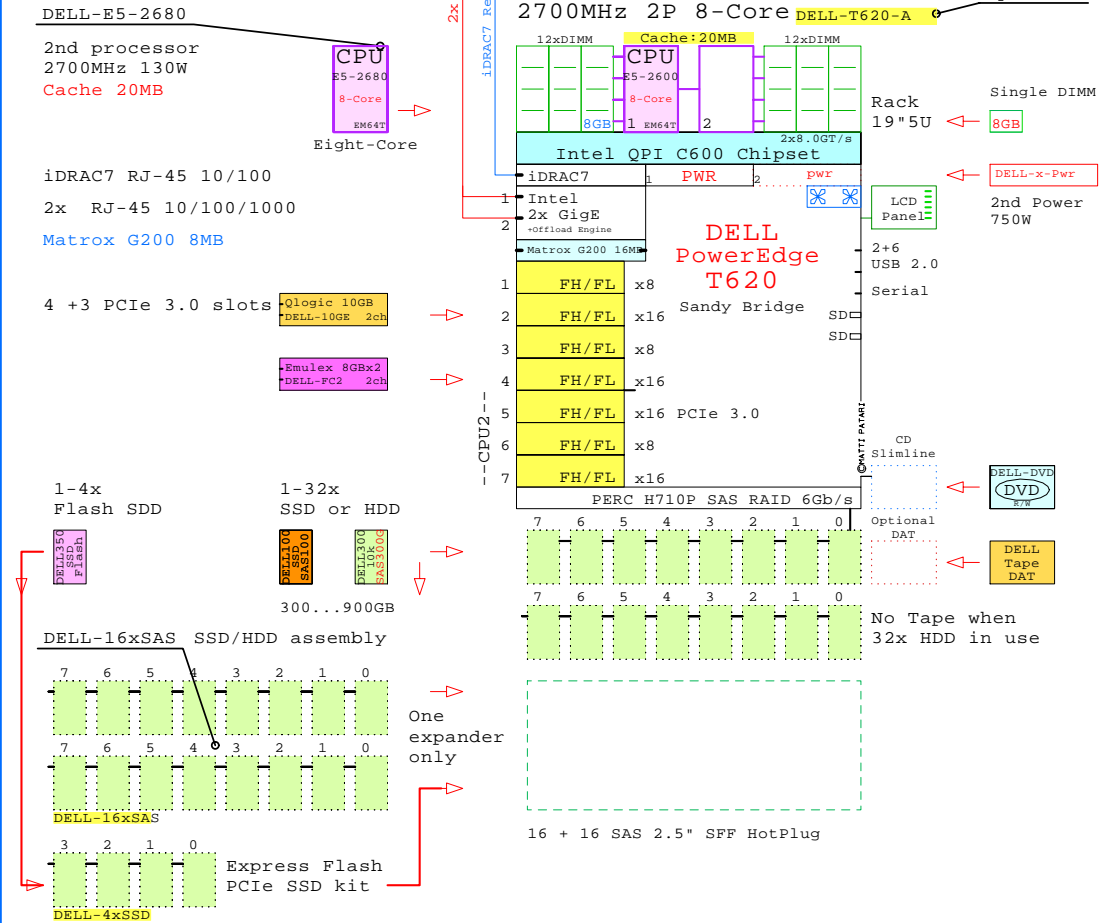 DELL-E5-2680
2nd processor
2700MHz 130W
Cache 20MB
CPU
E5-2680
8-Core
EM64T
Eight-Core
2x
iDRAC7 Re
2700MHz 2P 8-Core DELL-T620-A
12xDIMM
Cache:20MB
12xDIMM
CPU
E5-2600
8-Core
8GB
1 EM64T
2
2x8.0GT/s
Rack
19"5U
Single DIMM
8GB
Intel QPI C600 Chipset
iDRAC7 RJ-45 10/100
iDRAC7
1 PWR
2 pwr
DELL-x-Pwr
2nd Power
750W
2x RJ-45 10/100/1000
1 Intel
2x GigE
2 +Offload Engine
LCD
Panel
Matrox G200 8MB
Matrox G200 16MB
DELL
PowerEdge
T620
Sandy Bridge
2+6
USB 2.0
Serial
SD
SD
4 +3 PCIe 3.0 slots
Qlogic 10GB
DELL-10GE 2ch
Emulex 8GBx2
DELL-FC2 2ch
1 FH/FL x8
2 FH/FL x16
3 FH/FL x8
4 FH/FL x16
5 FH/FL x16 PCIe 3.0
6 FH/FL x8
7 FH/FL x16
--CPU2--
©MATTI PATARI
CD
Slimline
DELL-DVD
DVD
R/W
PERC H710P SAS RAID 6Gb/s
1-4x
Flash SDD
DELL350
SSD
Flash
1-32x
SSD or HDD
DELL100
SSD
SAS100
DELL300
10k
SAS300G
300...900GB
7 6 5 4 3 2 1 0
Optional
DAT
DELL
Tape
DAT
7 6 5 4 3 2 1 0
No Tape when
32x HDD in use
DELL-16xSAS SSD/HDD assembly
7 6 5 4 3 2 1 0
One
expander
only
7 6 5 4 3 2 1 0
DELL-16xSAS
16 + 16 SAS 2.5" SFF HotPlug
3 2 1 0
Express Flash
PCIe SSD kit
DELL-4xSSD